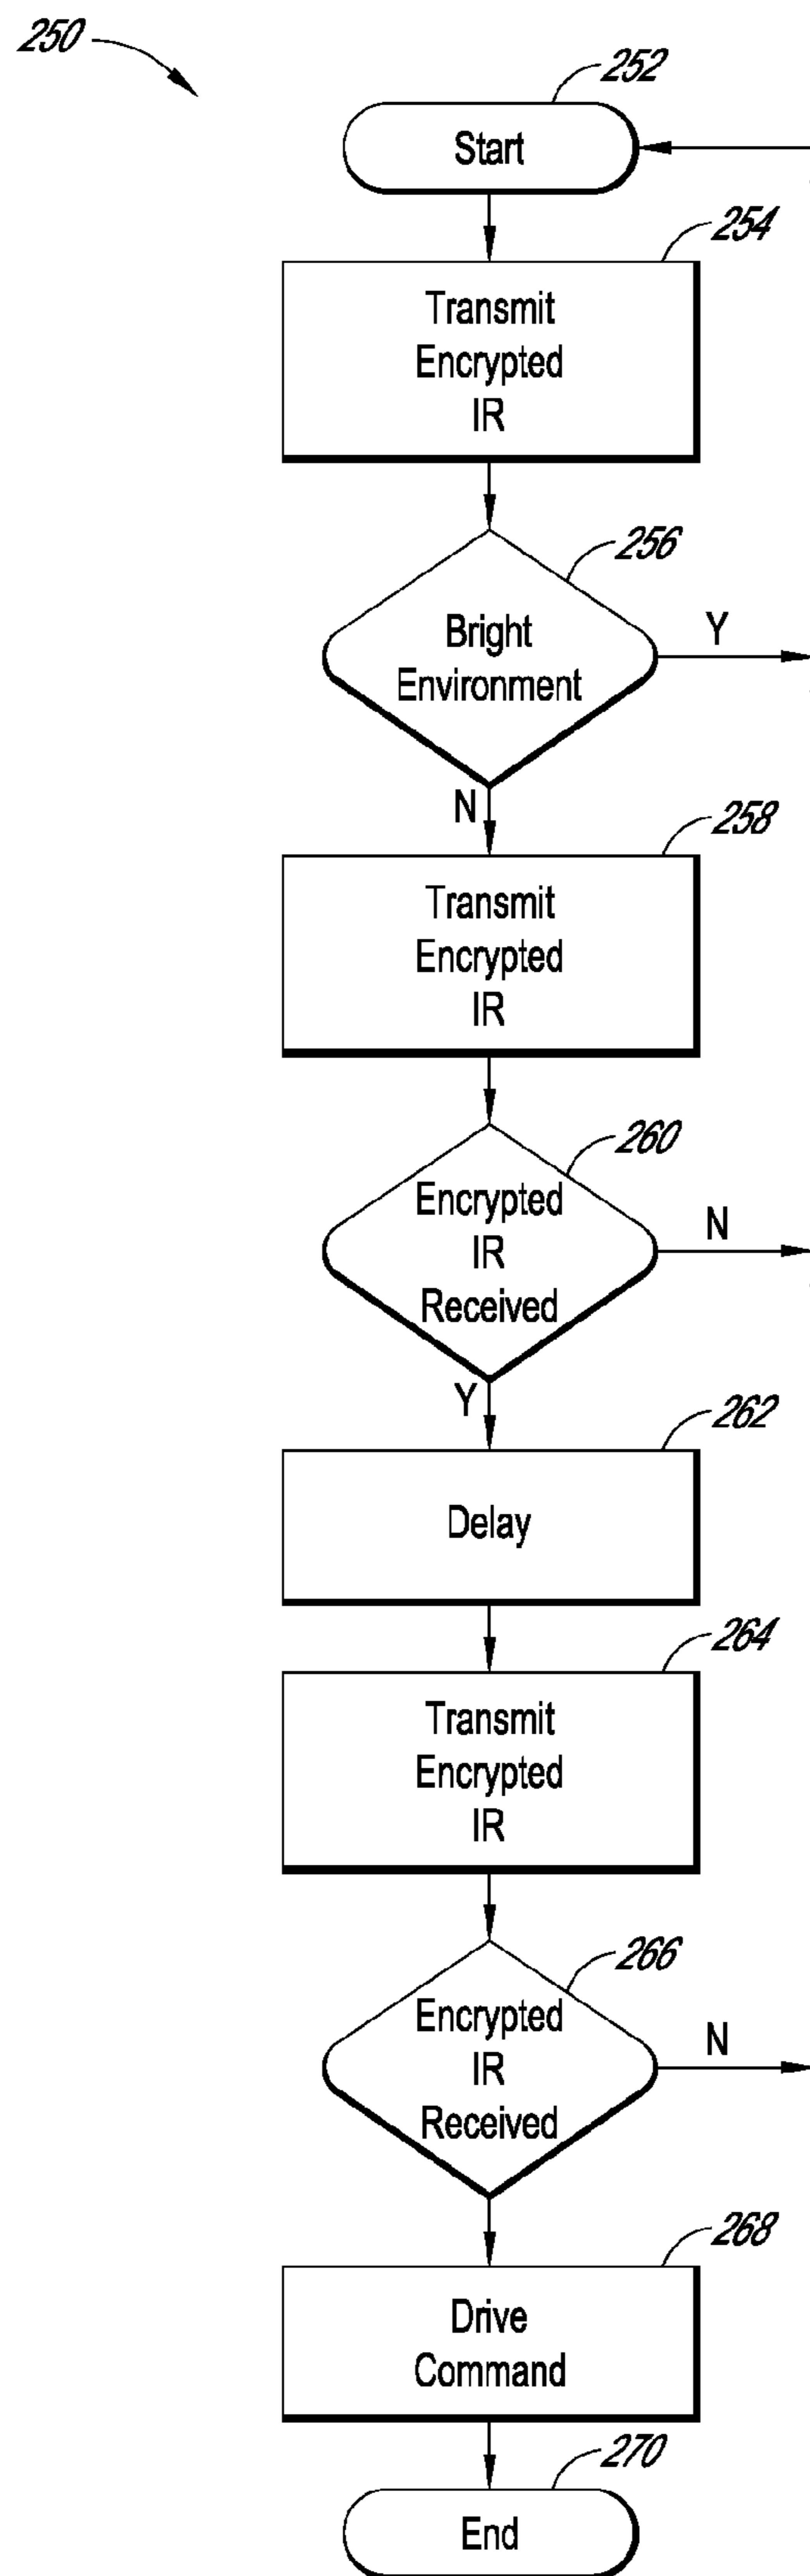 250
252
Start
254
Transmit
Encrypted
IR
256
Bright
Environment
Y
N
258
Transmit
Encrypted
IR
260
Encrypted
IR
Received
N
Y
262
Delay
264
Transmit
Encrypted
IR
266
Encrypted
IR
Received
N
268
Drive
Command
270
End